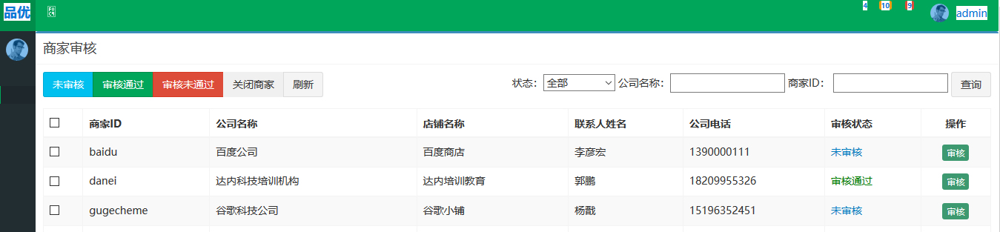 品优 4 10 9 admin
商家审核
未审核 审核通过 审核未通过 关闭商家 刷新 状态： 全部 公司名称： 商家ID： 查询
商家ID 公司名称 店铺名称 联系人姓名 公司电话 审核状态 操作
baidu 百度公司 百度商店 李彦宏 1390000111 未审核 审核
danei 达内科技培训机构 达内培训教育 郭鹏 18209955326 审核通过 审核
gugecheme 谷歌科技公司 谷歌小铺 杨戬 15196352451 未审核 审核